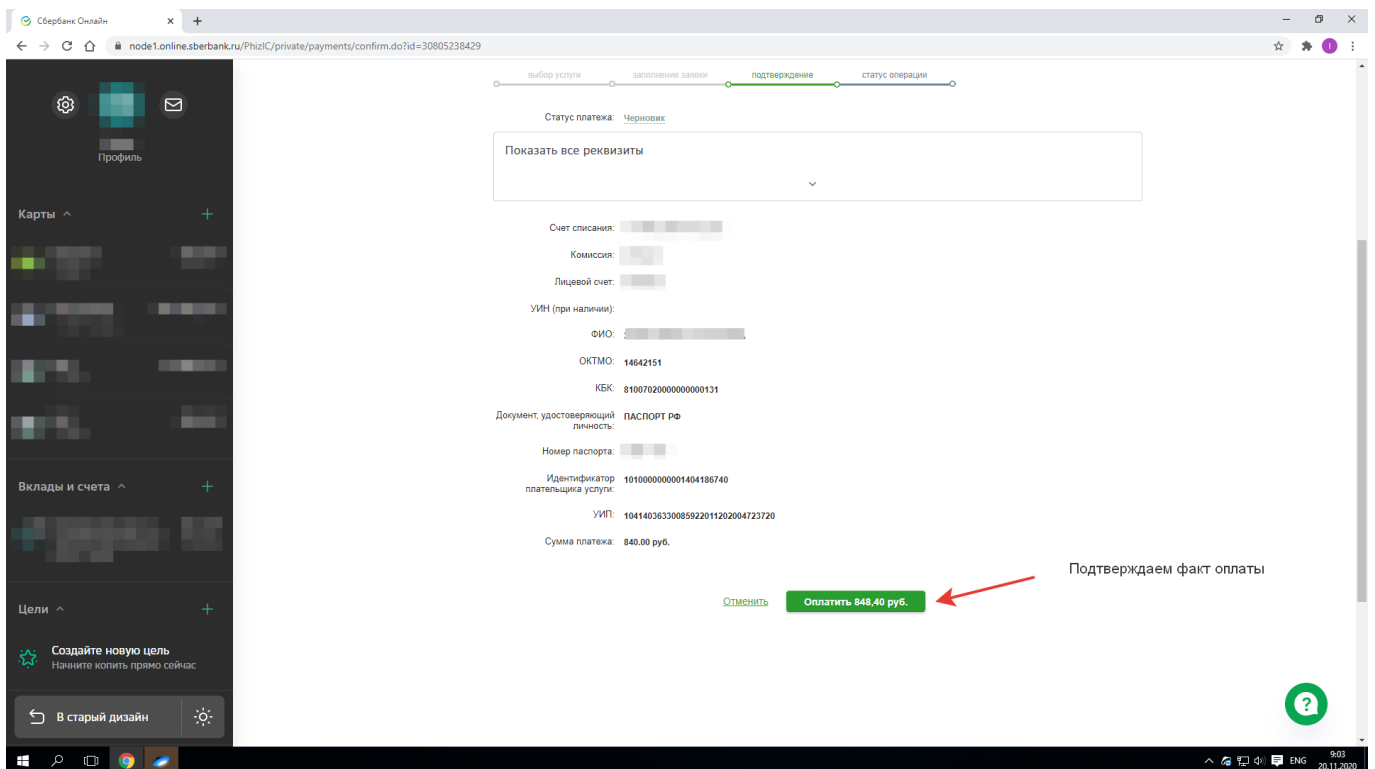 Сбербанк Онлайн
node1.online.sberbank.ru/PhizIC/private/payments/confirm.do?id=30805238429
I
Профиль
Карты
Вклады и счета
Цели
Создайте новую цель
Начните копить прямо сейчас
В старый дизайн
выбор услуги заполнение заявки подтверждение статус операции
Статус платежа: Черновик
Показать все реквизиты
Счет списания:
Комиссия:
Лицевой счет:
УИН (при наличии):
ФИО:
ОКТМО: 14642151
КБК: 81007020000000000131
Документ, удостоверяющий личность: ПАСПОРТ РФ
Номер паспорта:
Идентификатор плательщика услуги: 1010000000001404186740
УИП: 10414036330085922011202004723720
Сумма платежа: 840.00 руб.
Подтверждаем факт оплаты
Отменить Оплатить 848,40 руб.
ENG 9:03
20.11.2020